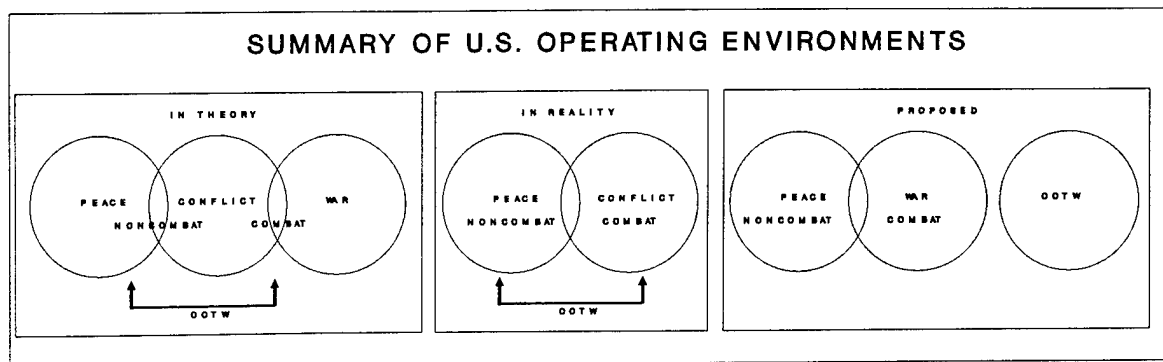 SUMMARY OF U.S. OPERATING ENVIRONMENTS
IN THEORY
PEACE
CONFLICT
WAR
NONCOMBAT
COMBAT
OOTW
IN REALITY
PEACE
CONFLICT
NONCOMBAT
COMBAT
OOTW
PROPOSED
PEACE
WAR
OOTW
NONCOMBAT
COMBAT